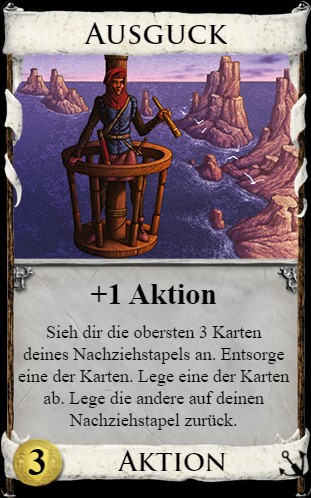 AUSGUCK
+1 Aktion
Sieh dir die obersten 3 Karten
deines Nachziehstapels an. Entsorge
eine der Karten. Lege eine der Karten
ab. Lege die andere auf deinen
Nachziehstapel zurück.
3 AKTION